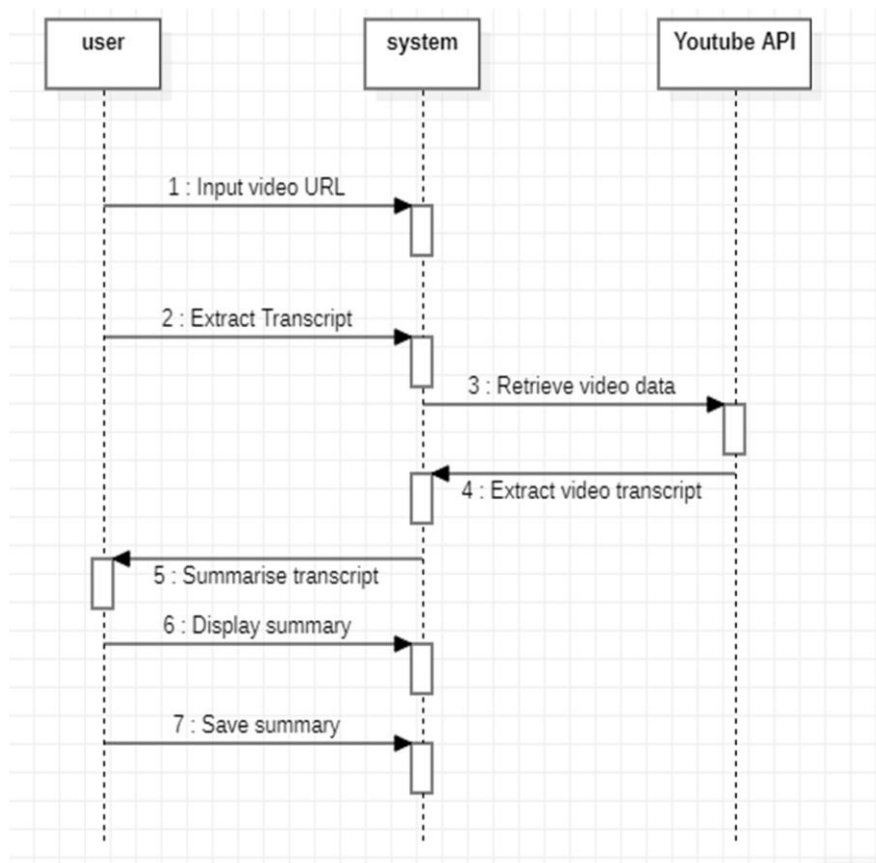 user
system
Youtube API
1 : Input video URL
2 : Extract Transcript
3 : Retrieve video data
4 : Extract video transcript
5 : Summarise transcript
6 : Display summary
7 : Save summary